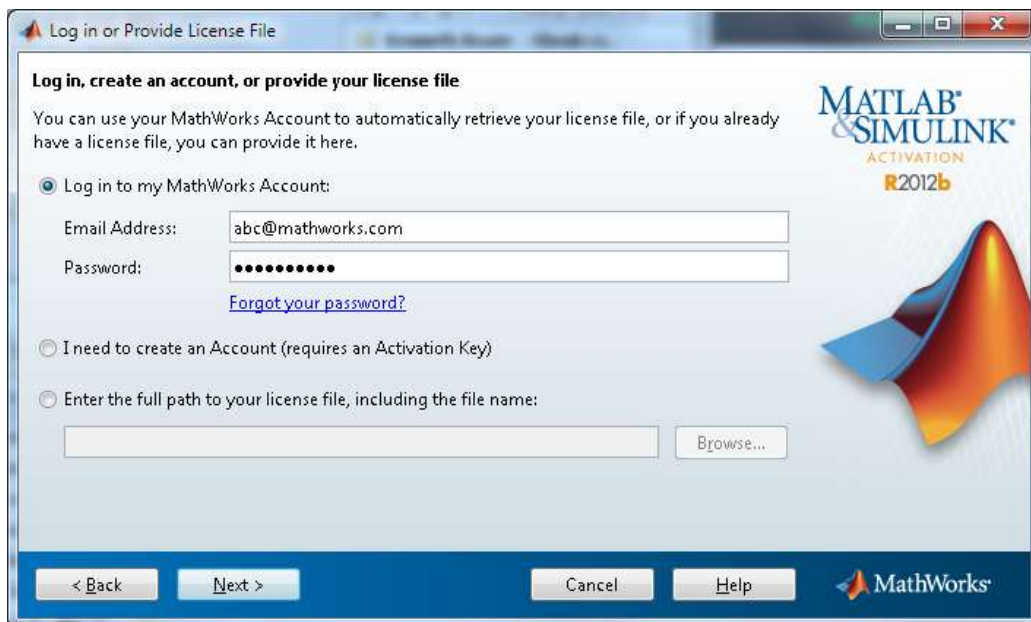 Log in or Provide License File
Log in, create an account, or provide your license file
You can use your MathWorks Account to automatically retrieve your license file, or if you already
have a license file, you can provide it here.
Log in to my MathWorks Account:
Email Address: abc@mathworks.com
Password: ●●●●●●●●●●
Forgot your password?
I need to create an Account (requires an Activation Key)
Enter the full path to your license file, including the file name:
Browse...
MATLAB®
&SIMULINK®
ACTIVATION
R2012b
< Back Next > Cancel Help MathWorks®